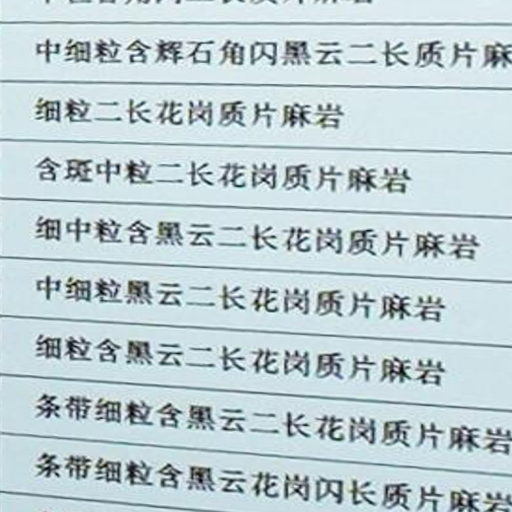 中细粒含辉石角闪黑云二长质片麻
细粒二长花岗质片麻岩
含斑中粒二长花岗质片麻岩
细中粒含黑云二长花岗质片麻岩
中细粒黑云二长花岗质片麻岩
细粒含黑云二长花岗质片麻岩
条带细粒含黑云二长花岗质片麻岩
条带细粒含黑云花岗闪长质片麻岩